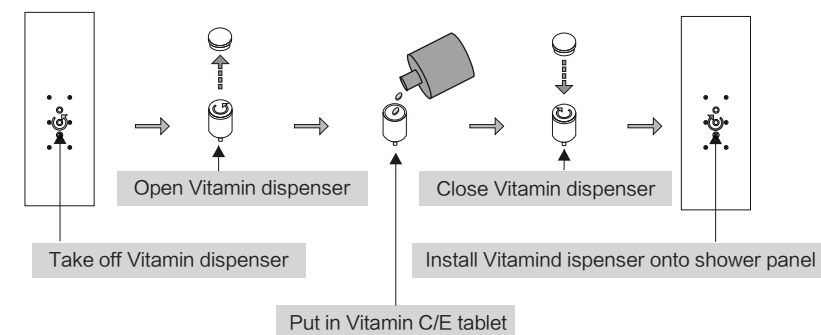 Open Vitamin dispenser
Close Vitamin dispenser
Take off Vitamin dispenser
Install Vitamind ispenser onto shower panel
Put in Vitamin C/E tablet